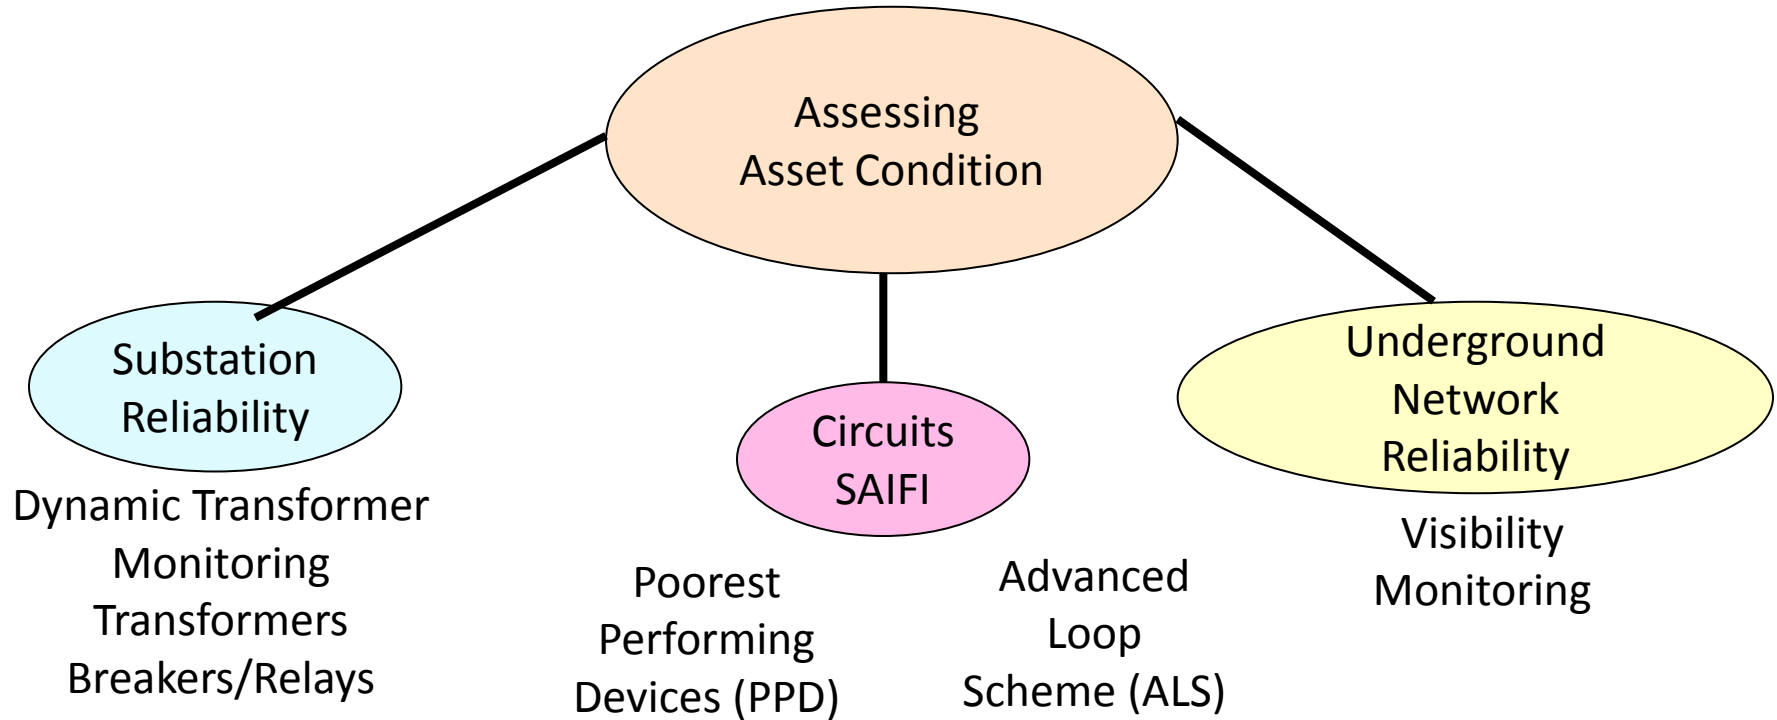 Assessing
Asset Condition
Substation
Reliability
Dynamic Transformer
Monitoring
Transformers
Breakers/Relays
Circuits
SAIFI
Poorest
Performing
Devices (PPD)
Advanced
Loop
Scheme (ALS)
Underground
Network
Reliability
Visibility
Monitoring